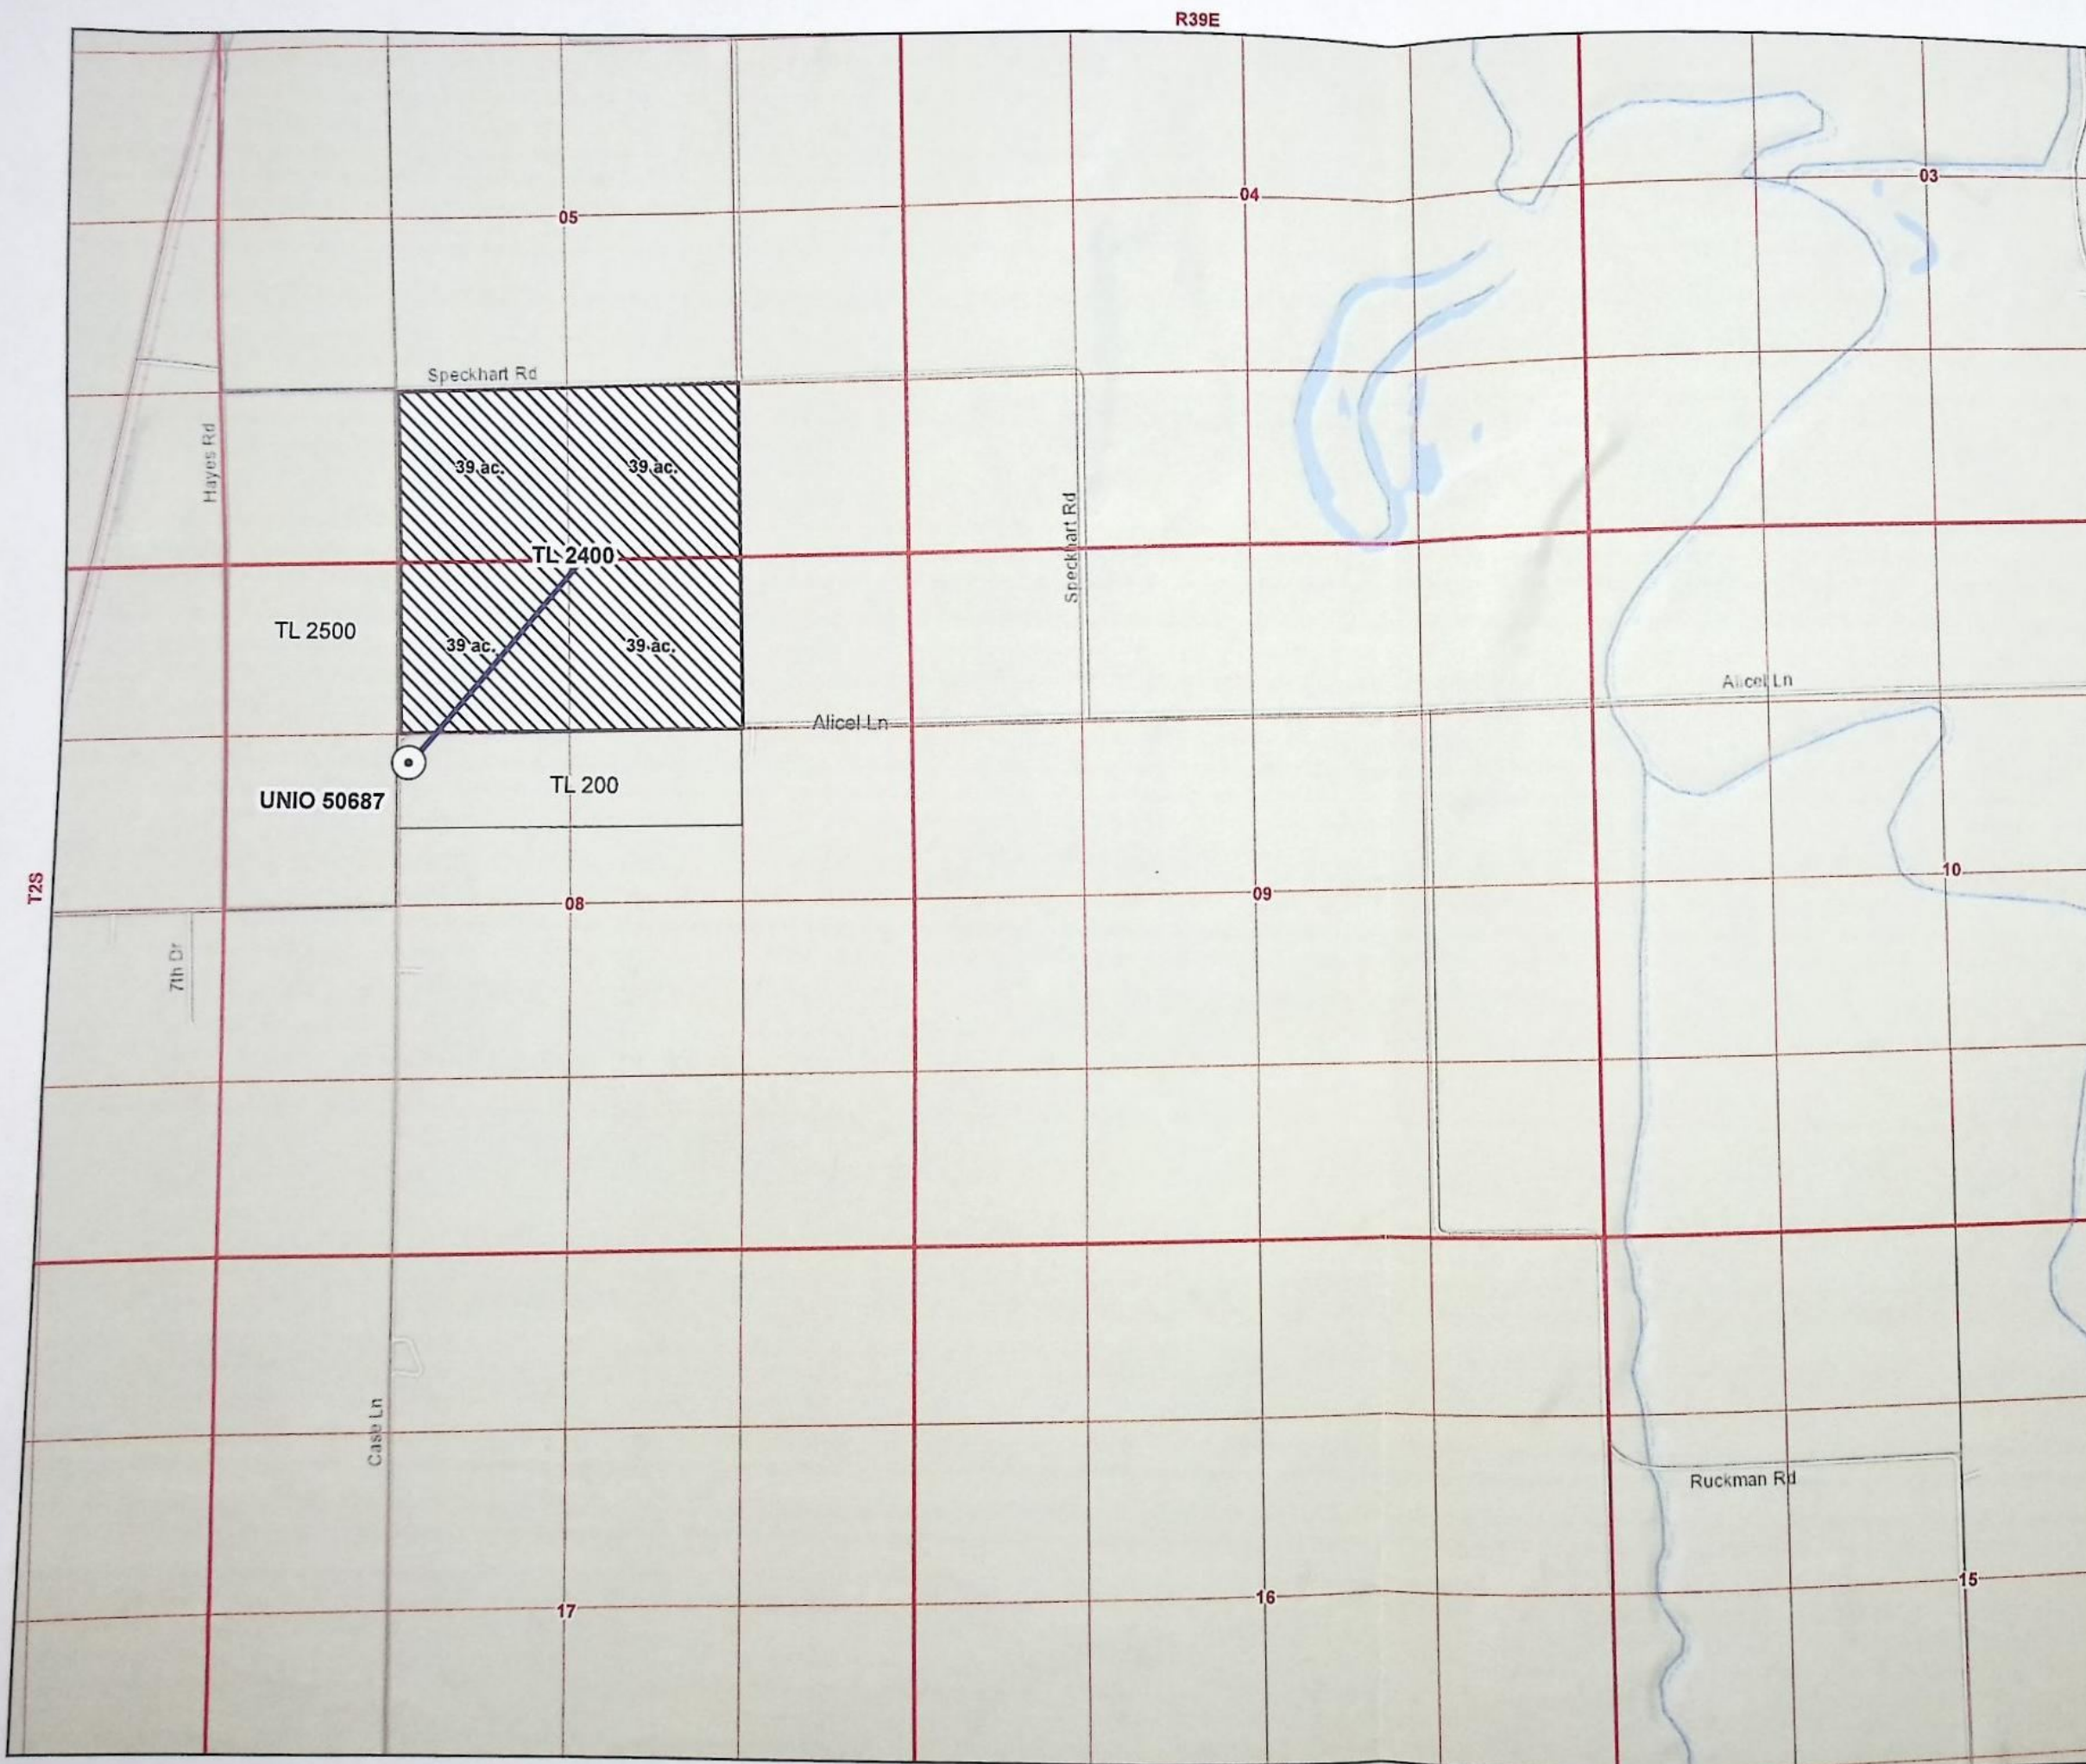 R39E
03
04
05
Speckhart Rd
Hayes Rd
39 ac.
39 ac.
Speckhart Rd
TL 2400
TL 2500
39 ac.
39 ac.
Alicel Ln
Alicel Ln
TL 200
UNIO 50687
T2S
08
09
10
7th Dr
Case Ln
Ruckman Rd
17
16
15